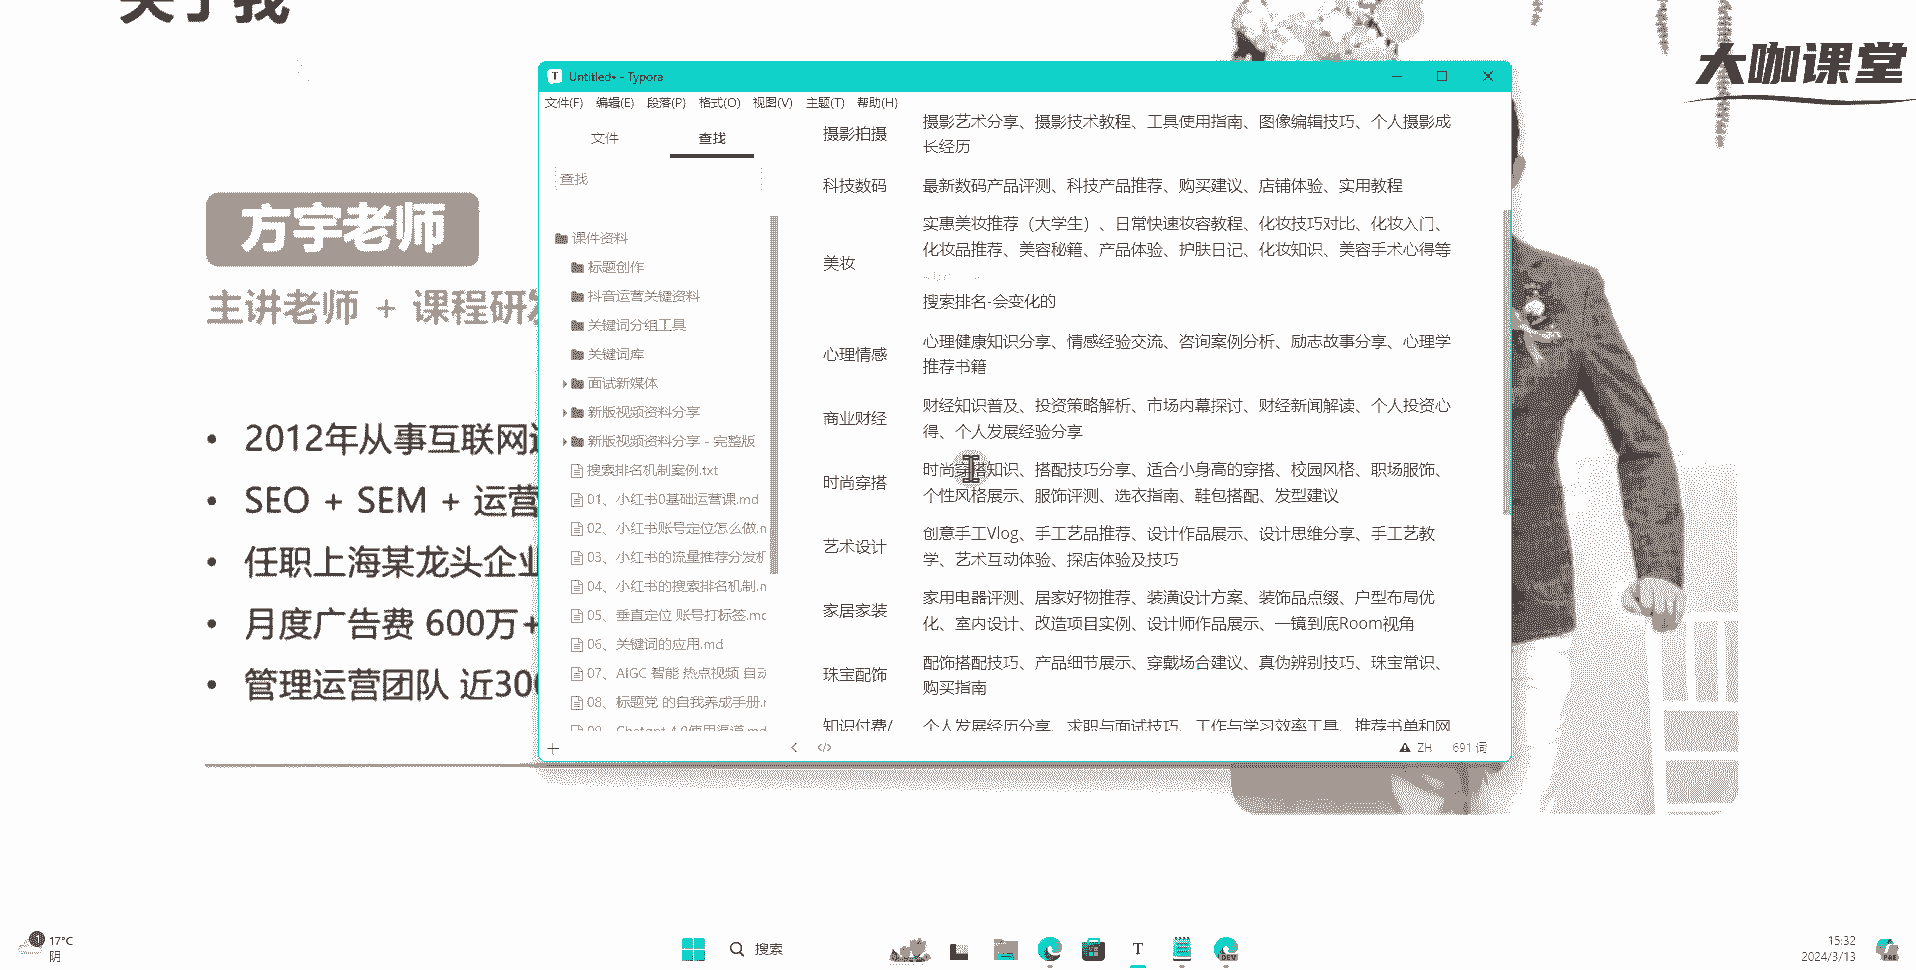 关于我
大咖课堂
方宇老师
主讲老师 + 课程研发
2012年从事互联网
SEO + SEM + 运营
任职上海某龙头企业
月度广告费 600万+
管理运营团队 近300
Untitled• - Typora
文件(F) 编辑(E) 段落(P) 格式(O) 视图(V) 主题(T) 帮助(H)
文件 查找
查找
课件资料
标题创作
抖音运营关键资料
关键词分组工具
关键词库
面试新媒体
新版视频资料分享
新版视频资料分享 - 完整版
搜索排名机制案例.txt
01、小红书0基础运营课.md
02、小红书账号定位怎么做.m
03、小红书的流量推荐分发机
04、小红书的搜索排名机制.m
05、垂直定位 账号打标签.md
06、关键词的应用.md
07、AIGC 智能 热点视频 自动
08、标题党 的自我养成手册.m
09、Chatgpt 4.0使用渠道.md
摄影拍摄
摄影艺术分享、摄影技术教程、工具使用指南、图像编辑技巧、个人摄影成
长经历
科技数码
最新数码产品评测、科技产品推荐、购买建议、店铺体验、实用教程
美妆
实惠美妆推荐（大学生）、日常快速妆容教程、化妆技巧对比、化妆入门、
化妆品推荐、美容秘籍、产品体验、护肤日记、化妆知识、美容手术心得等
搜索排名-会变化的
心理情感
心理健康知识分享、情感经验交流、咨询案例分析、励志故事分享、心理学
推荐书籍
商业财经
财经知识普及、投资策略解析、市场内幕探讨、财经新闻解读、个人投资心
得、个人发展经验分享
时尚穿搭
时尚穿搭知识、搭配技巧分享、适合小身高的穿搭、校园风格、职场服饰、
个性风格展示、服饰评测、选衣指南、鞋包搭配、发型建议
艺术设计
创意手工Vlog、手工艺品推荐、设计作品展示、设计思维分享、手工艺教
学、艺术互动体验、探店体验及技巧
家居家装
家用电器评测、居家好物推荐、装潢设计方案、装饰品点缀、户型布局优
化、室内设计、改造项目实例、设计师作品展示、一镜到底Room视角
珠宝配饰
配饰搭配技巧、产品细节展示、穿戴场合建议、真伪辨别技巧、珠宝常识、
购买指南
知识付费/
个人发展经历分享、求职与面试技巧、工作与学习效率工具、推荐书单和网
ZH 691 词
1 17°C
阴
搜索
DEV
15:32
2024/3/13
PRE